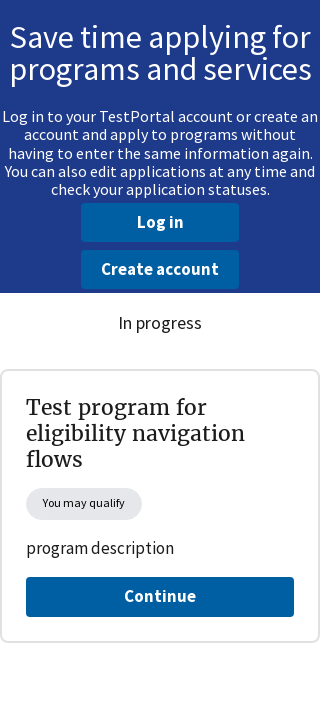 Save time applying for
programs and services
Log in to your TestPortal account or create an
account and apply to programs without
having to enter the same information again.
You can also edit applications at any time and
check your application statuses.
Log in
Create account
In progress
Test program for
eligibility navigation
flows
You may qualify
program description
Continue